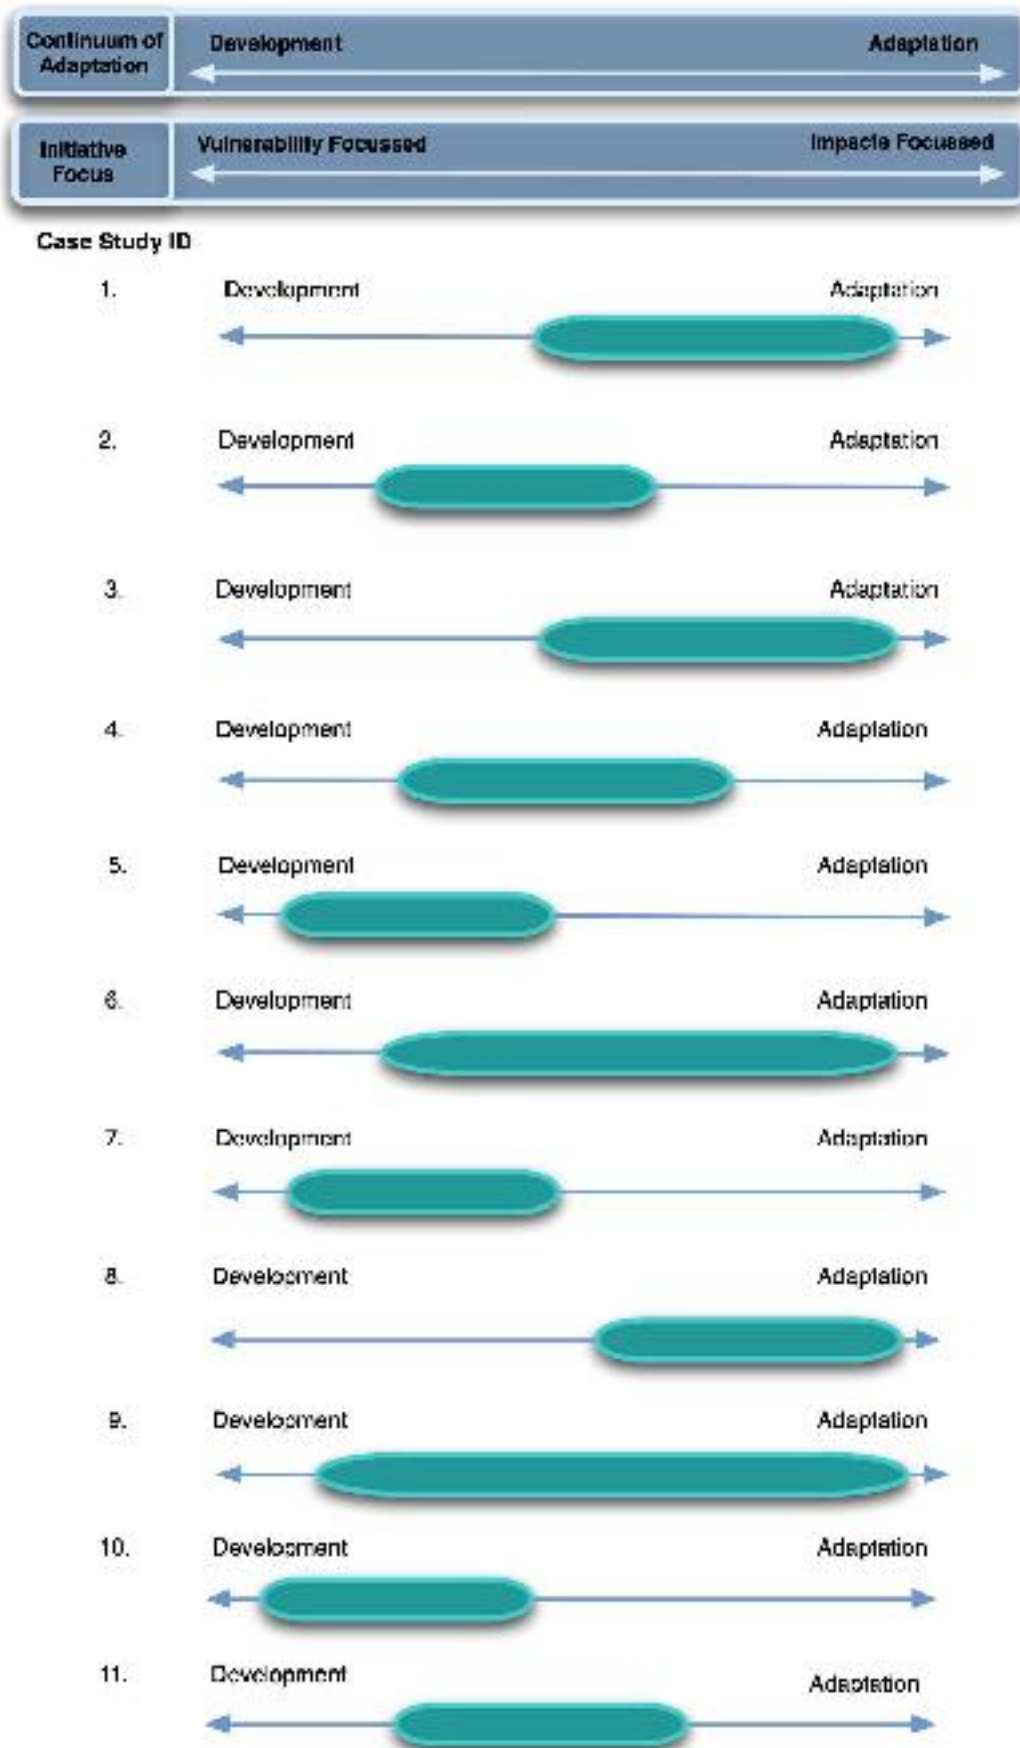 Continuum of
Adaptation
Development
Adaptation
Initiative
Focus
Vulnerability Focussed
Impacts Focussed
Case Study ID
1.
Development
Adaptation
2.
Development
Adaptation
3.
Development
Adaptation
4.
Development
Adaptation
5.
Development
Adaptation
6.
Development
Adaptation
7.
Development
Adaptation
8.
Development
Adaptation
9.
Development
Adaptation
10.
Development
Adaptation
11.
Development
Adaptation